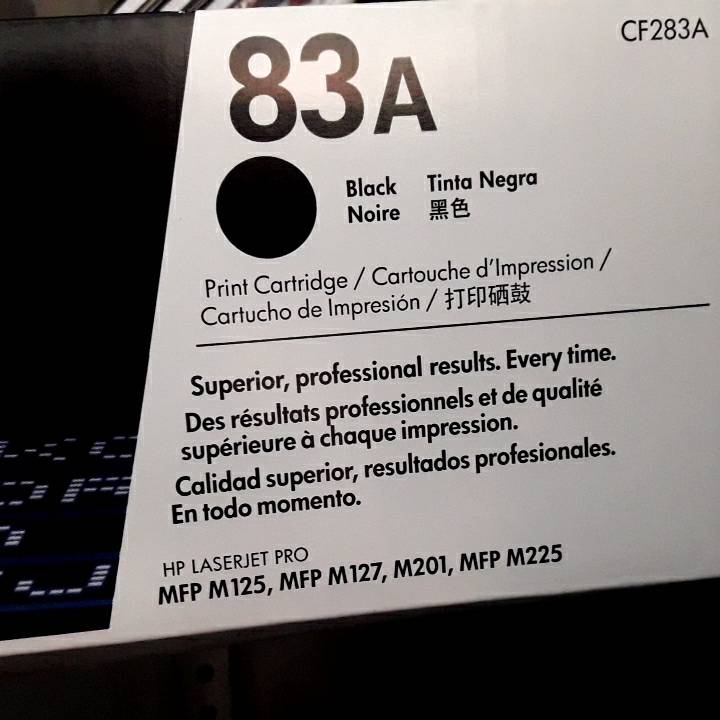 CF283A
83A
Black Tinta Negra
Noire 黑色
Print Cartridge / Cartouche d'Impression /
Cartucho de Impresión / 打印硒鼓
Superior, professional results. Every time.
Des résultats professionnels et de qualité
supérieure à chaque impression.
Calidad superior, resultados profesionales.
En todo momento.
HP LASERJET PRO
MFP M125, MFP M127, M201, MFP M225